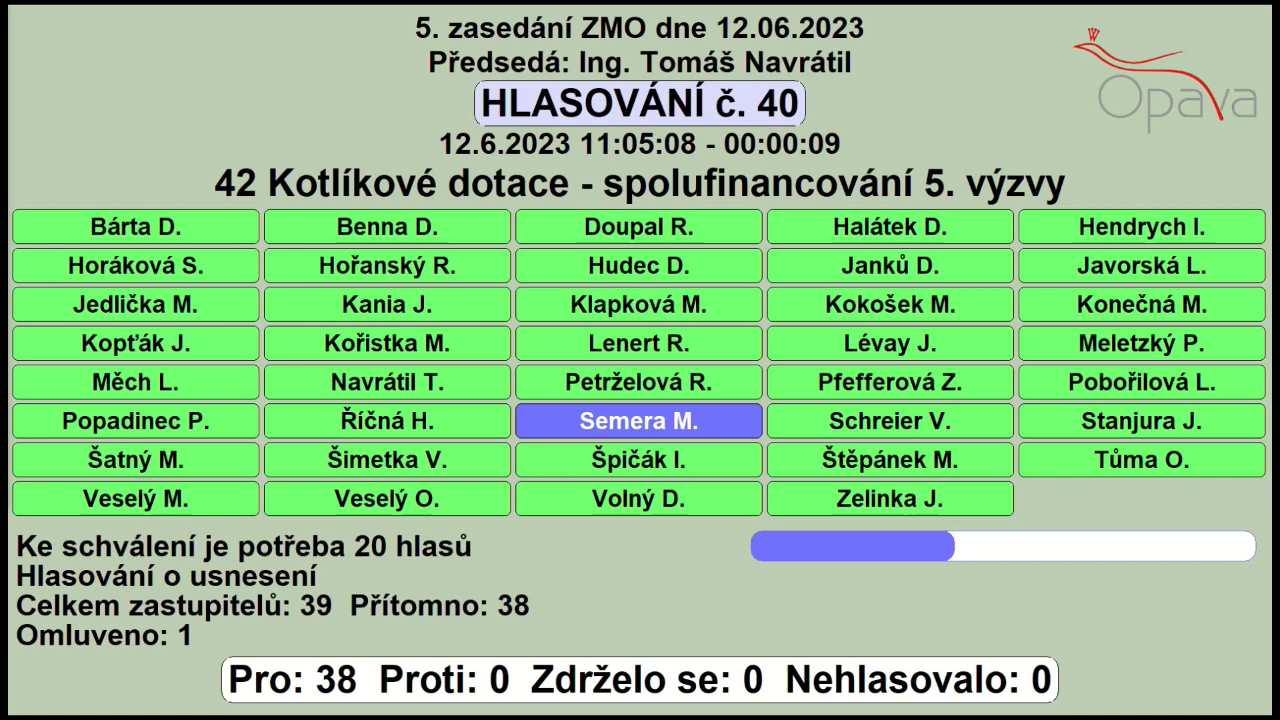 5. zasedání ZMO dne 12.06.2023
Předsedá: Ing. Tomáš Navrátil
Opava
HLASOVÁNÍ č. 40
12.6.2023 11:05:08 - 00:00:09
42 Kotlíkové dotace - spolufinancování 5. výzvy
Bárta D. Benna D. Doupal R. Halátek D. Hendrych I.
Horáková S. Hořanský R. Hudec D. Janků D. Javorská L.
Jedlička M. Kania J. Klapková M. Kokošek M. Konečná M.
Kopťák J. Kořistka M. Lenert R. Lévay J. Meletzký P.
Měch L. Navrátil T. Petrželová R. Pfefferová Z. Pobořilová L.
Popadinec P. Říčná H. Semera M. Schreier V. Stanjura J.
Šatný M. Šimetka V. Špičák I. Štěpánek M. Tůma O.
Veselý M. Veselý O. Volný D. Zelinka J.
Ke schválení je potřeba 20 hlasů
Hlasování o usnesení
Celkem zastupitelů: 39 Přítomno: 38
Omluveno: 1
Pro: 38 Proti: 0 Zdrželo se: 0 Nehlasovalo: 0